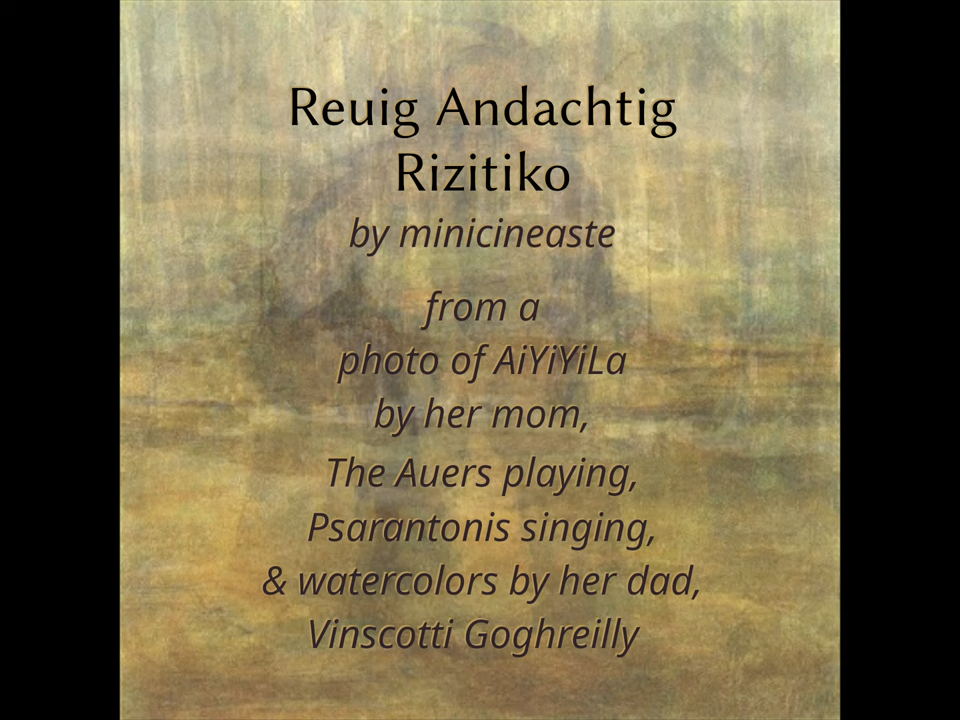 Reuig Andachtig
Rizitiko
by minicineaste
from a
photo of AiYiYiLa
by her mom,
The Auers playing,
Psarantonis singing,
& watercolors by her dad,
Vinscotti Goghreilly